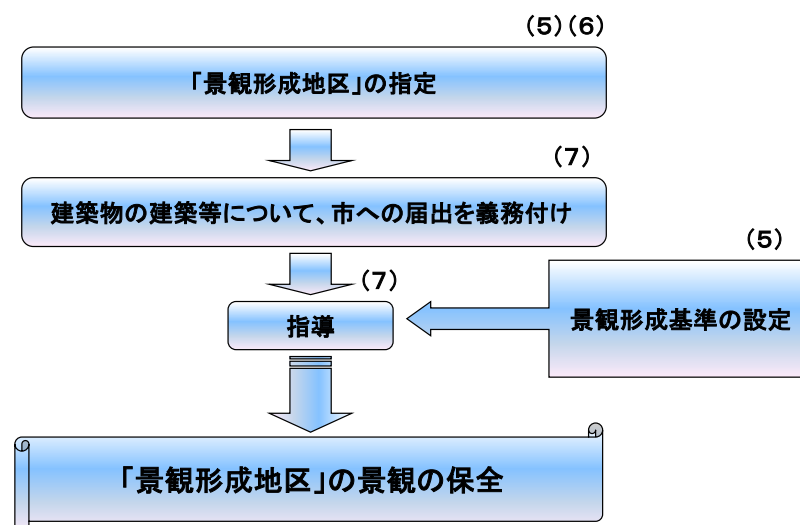 （５）（６）
「景観形成地区」の指定
（７）
建築物の建築等について、市への届出を義務付け
（５）
（７）
指導
景観形成基準の設定
「景観形成地区」の景観の保全